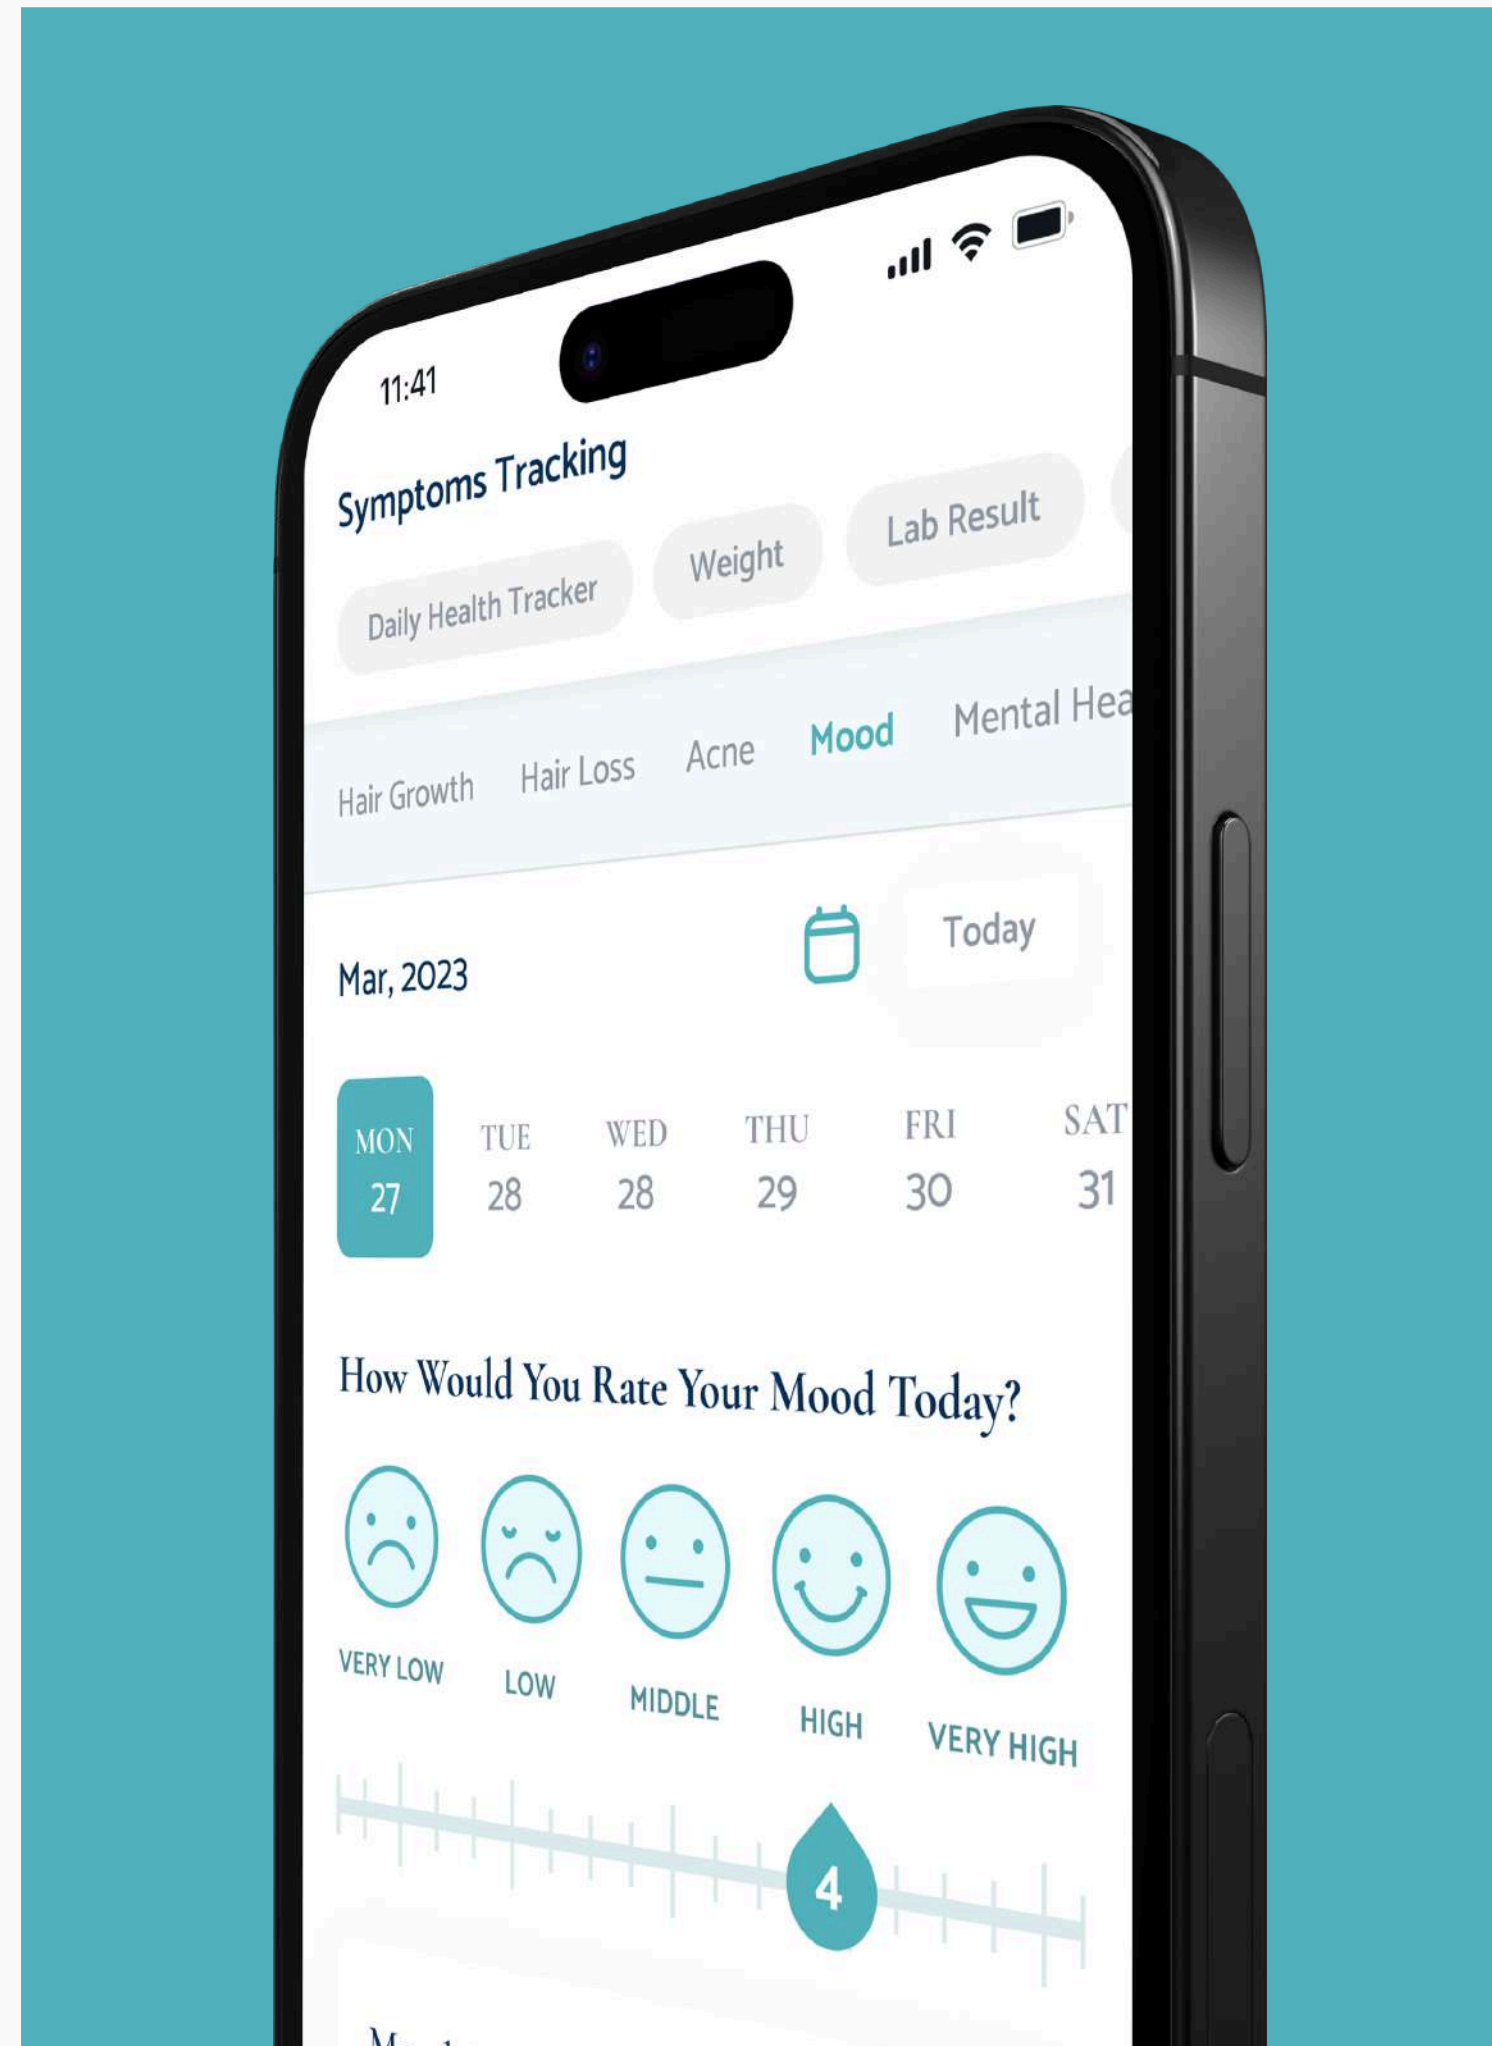 11:41
Symptoms Tracking
Daily Health Tracker Weight Lab Result
Hair Growth Hair Loss Acne Mood Mental Hea
Mar, 2023 Today
MON TUE WED THU FRI SAT
27 28 28 29 30 31
How Would You Rate Your Mood Today?
VERY LOW LOW MIDDLE HIGH VERY HIGH
4